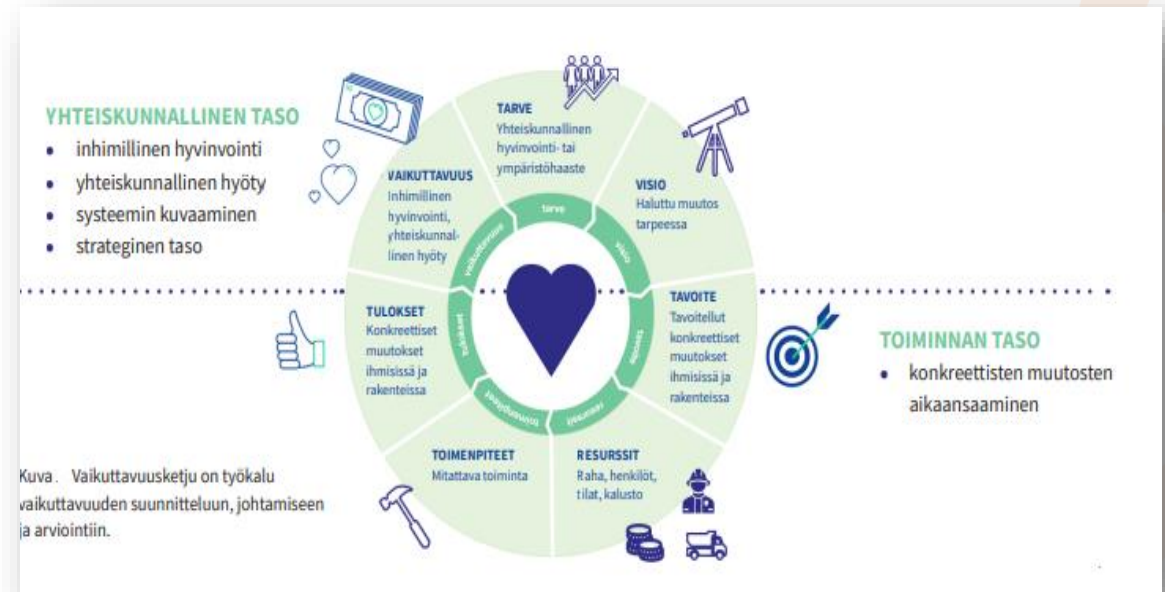 YHTEISKUNNALLINEN TASO
• inhimillinen hyvinvointi
• yhteiskunnallinen hyöty
• systeemin kuvaaminen
• strateginen taso
TARVE
Yhteiskunnallinen
hyvinvointi- tai
ympäristöhaaste
VISIO
Haluttu muutos
tarpeessa
TAVOITE
Tavoitellut
konkreettiset
muutokset
ihmisissä ja
rakenteissa
RESURSSIT
Raha, henkilöt,
tilat, kalusto
TOIMENPITEET
Mitattava toiminta
TULOKSET
Konkreettiset
muutokset
ihmisissä ja
rakenteissa
VAIKUTTAVUUS
Inhimillinen
hyvinvointi,
yhteiskunnal-
linen hyöty
tarve
visio
tavoite
resurssit
toimenpiteet
tulokset
vaikuttavuus
TOIMINNAN TASO
• konkreettisten muutosten
aikaansaaminen
Kuva. Vaikuttavuusketju on työkalu
vaikuttavuuden suunnitteluun, johtamiseen
ja arviointiin.